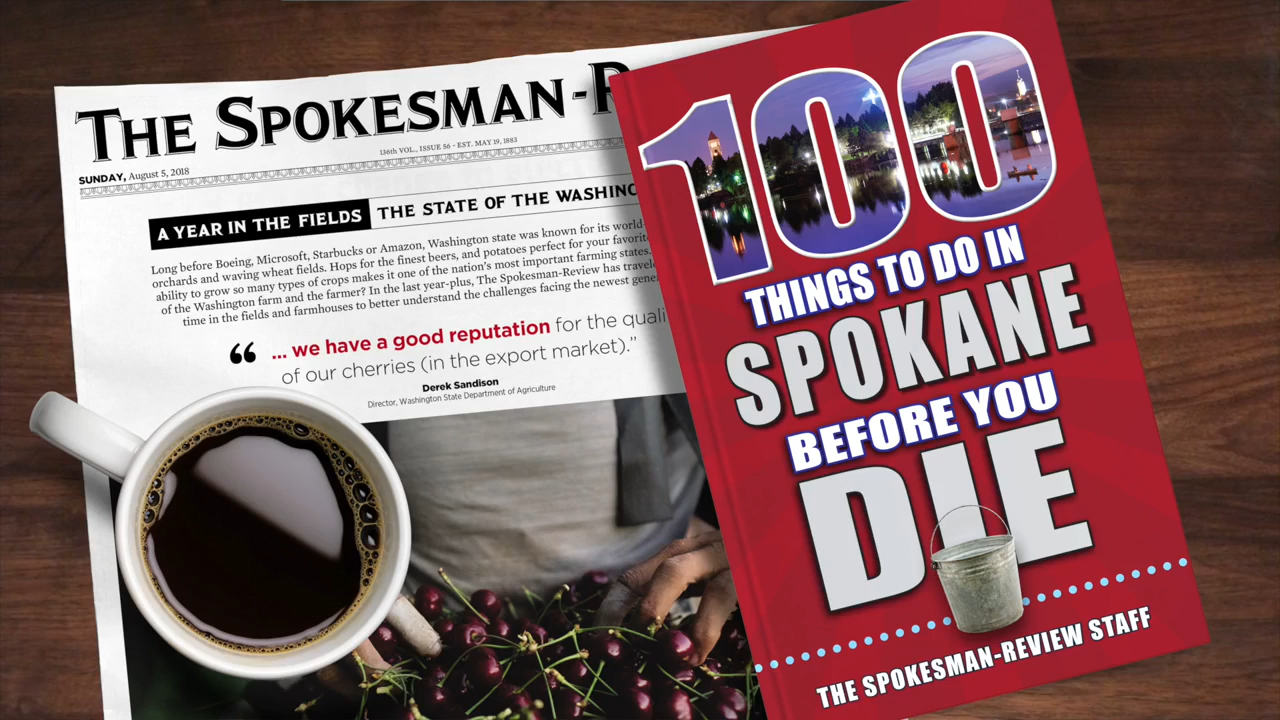 THE SPOKESMAN-R
136th VOL., ISSUE 56 - EST. MAY 19, 1883
SUNDAY, August 5, 2018
A YEAR IN THE FIELDS THE STATE OF THE WASHING
Long before Boeing, Microsoft, Starbucks or Amazon, Washington state was known for its world-
orchards and waving wheat fields. Hops for the finest beers, and potatoes perfect for your favorit
ability to grow so many types of crops makes it one of the nation's most important farming states.
of the Washington farm and the farmer? In the last year-plus, The Spokesman-Review has travele
time in the fields and farmhouses to better understand the challenges facing the newest gene
“ ... we have a good reputation for the quali
of our cherries (in the export market).”
Derek Sandison
Director, Washington State Department of Agriculture
100
THINGS TO DO IN
SPOKANE
BEFORE YOU
DIE
THE SPOKESMAN-REVIEW STAFF